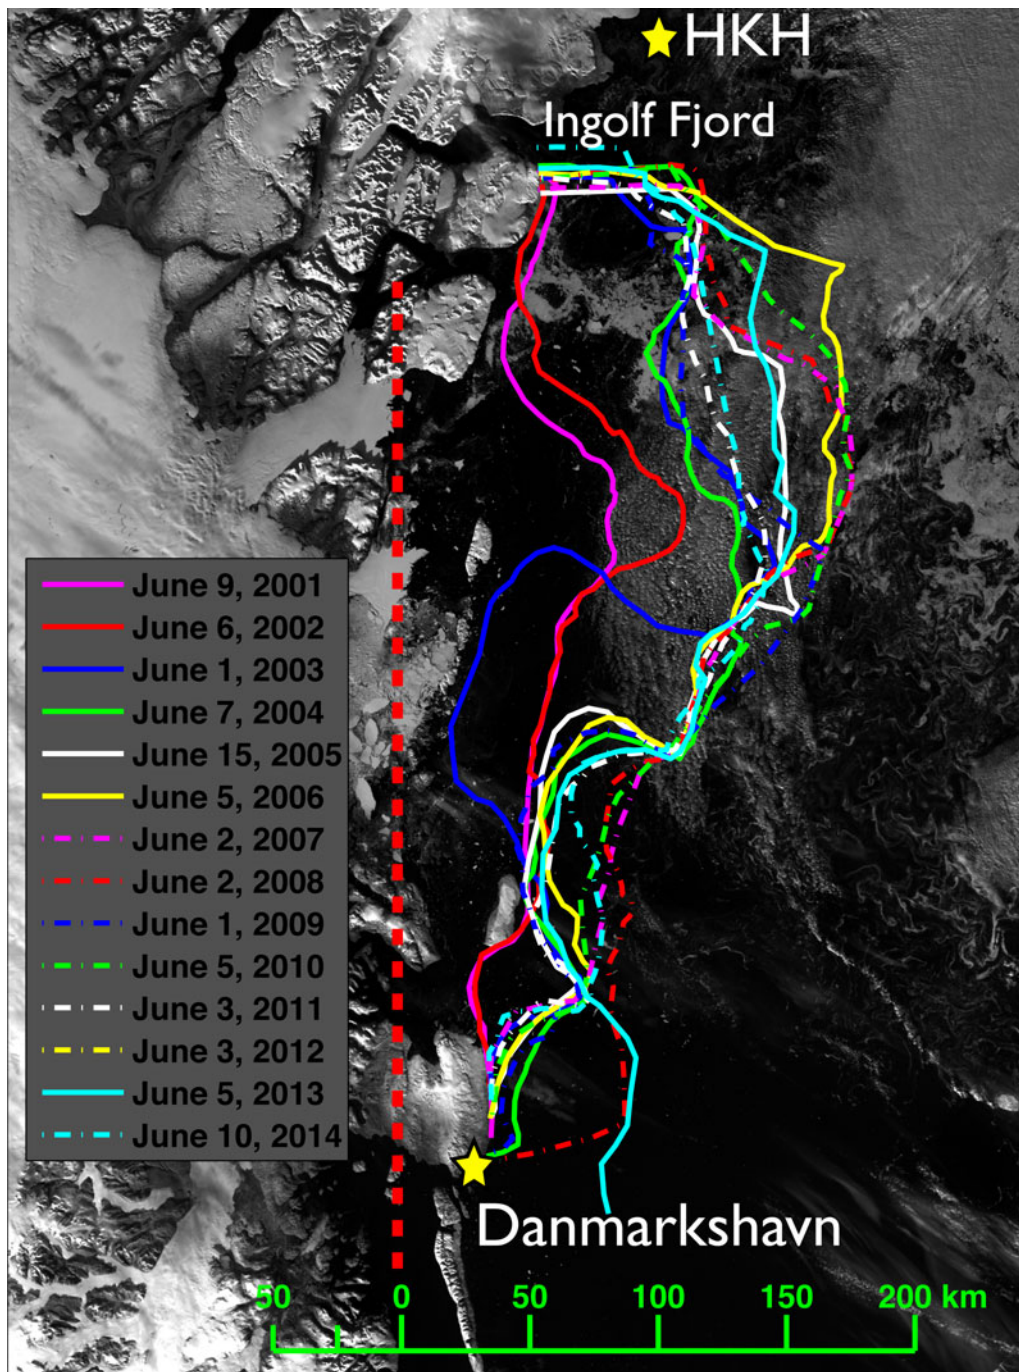 HKH
Ingolf Fjord
June 9, 2001
June 6, 2002
June 1, 2003
June 7, 2004
June 15, 2005
June 5, 2006
June 2, 2007
June 2, 2008
June 1, 2009
June 5, 2010
June 3, 2011
June 3, 2012
June 5, 2013
June 10, 2014
Danmarkshavn
50 0 50 100 150 200 km